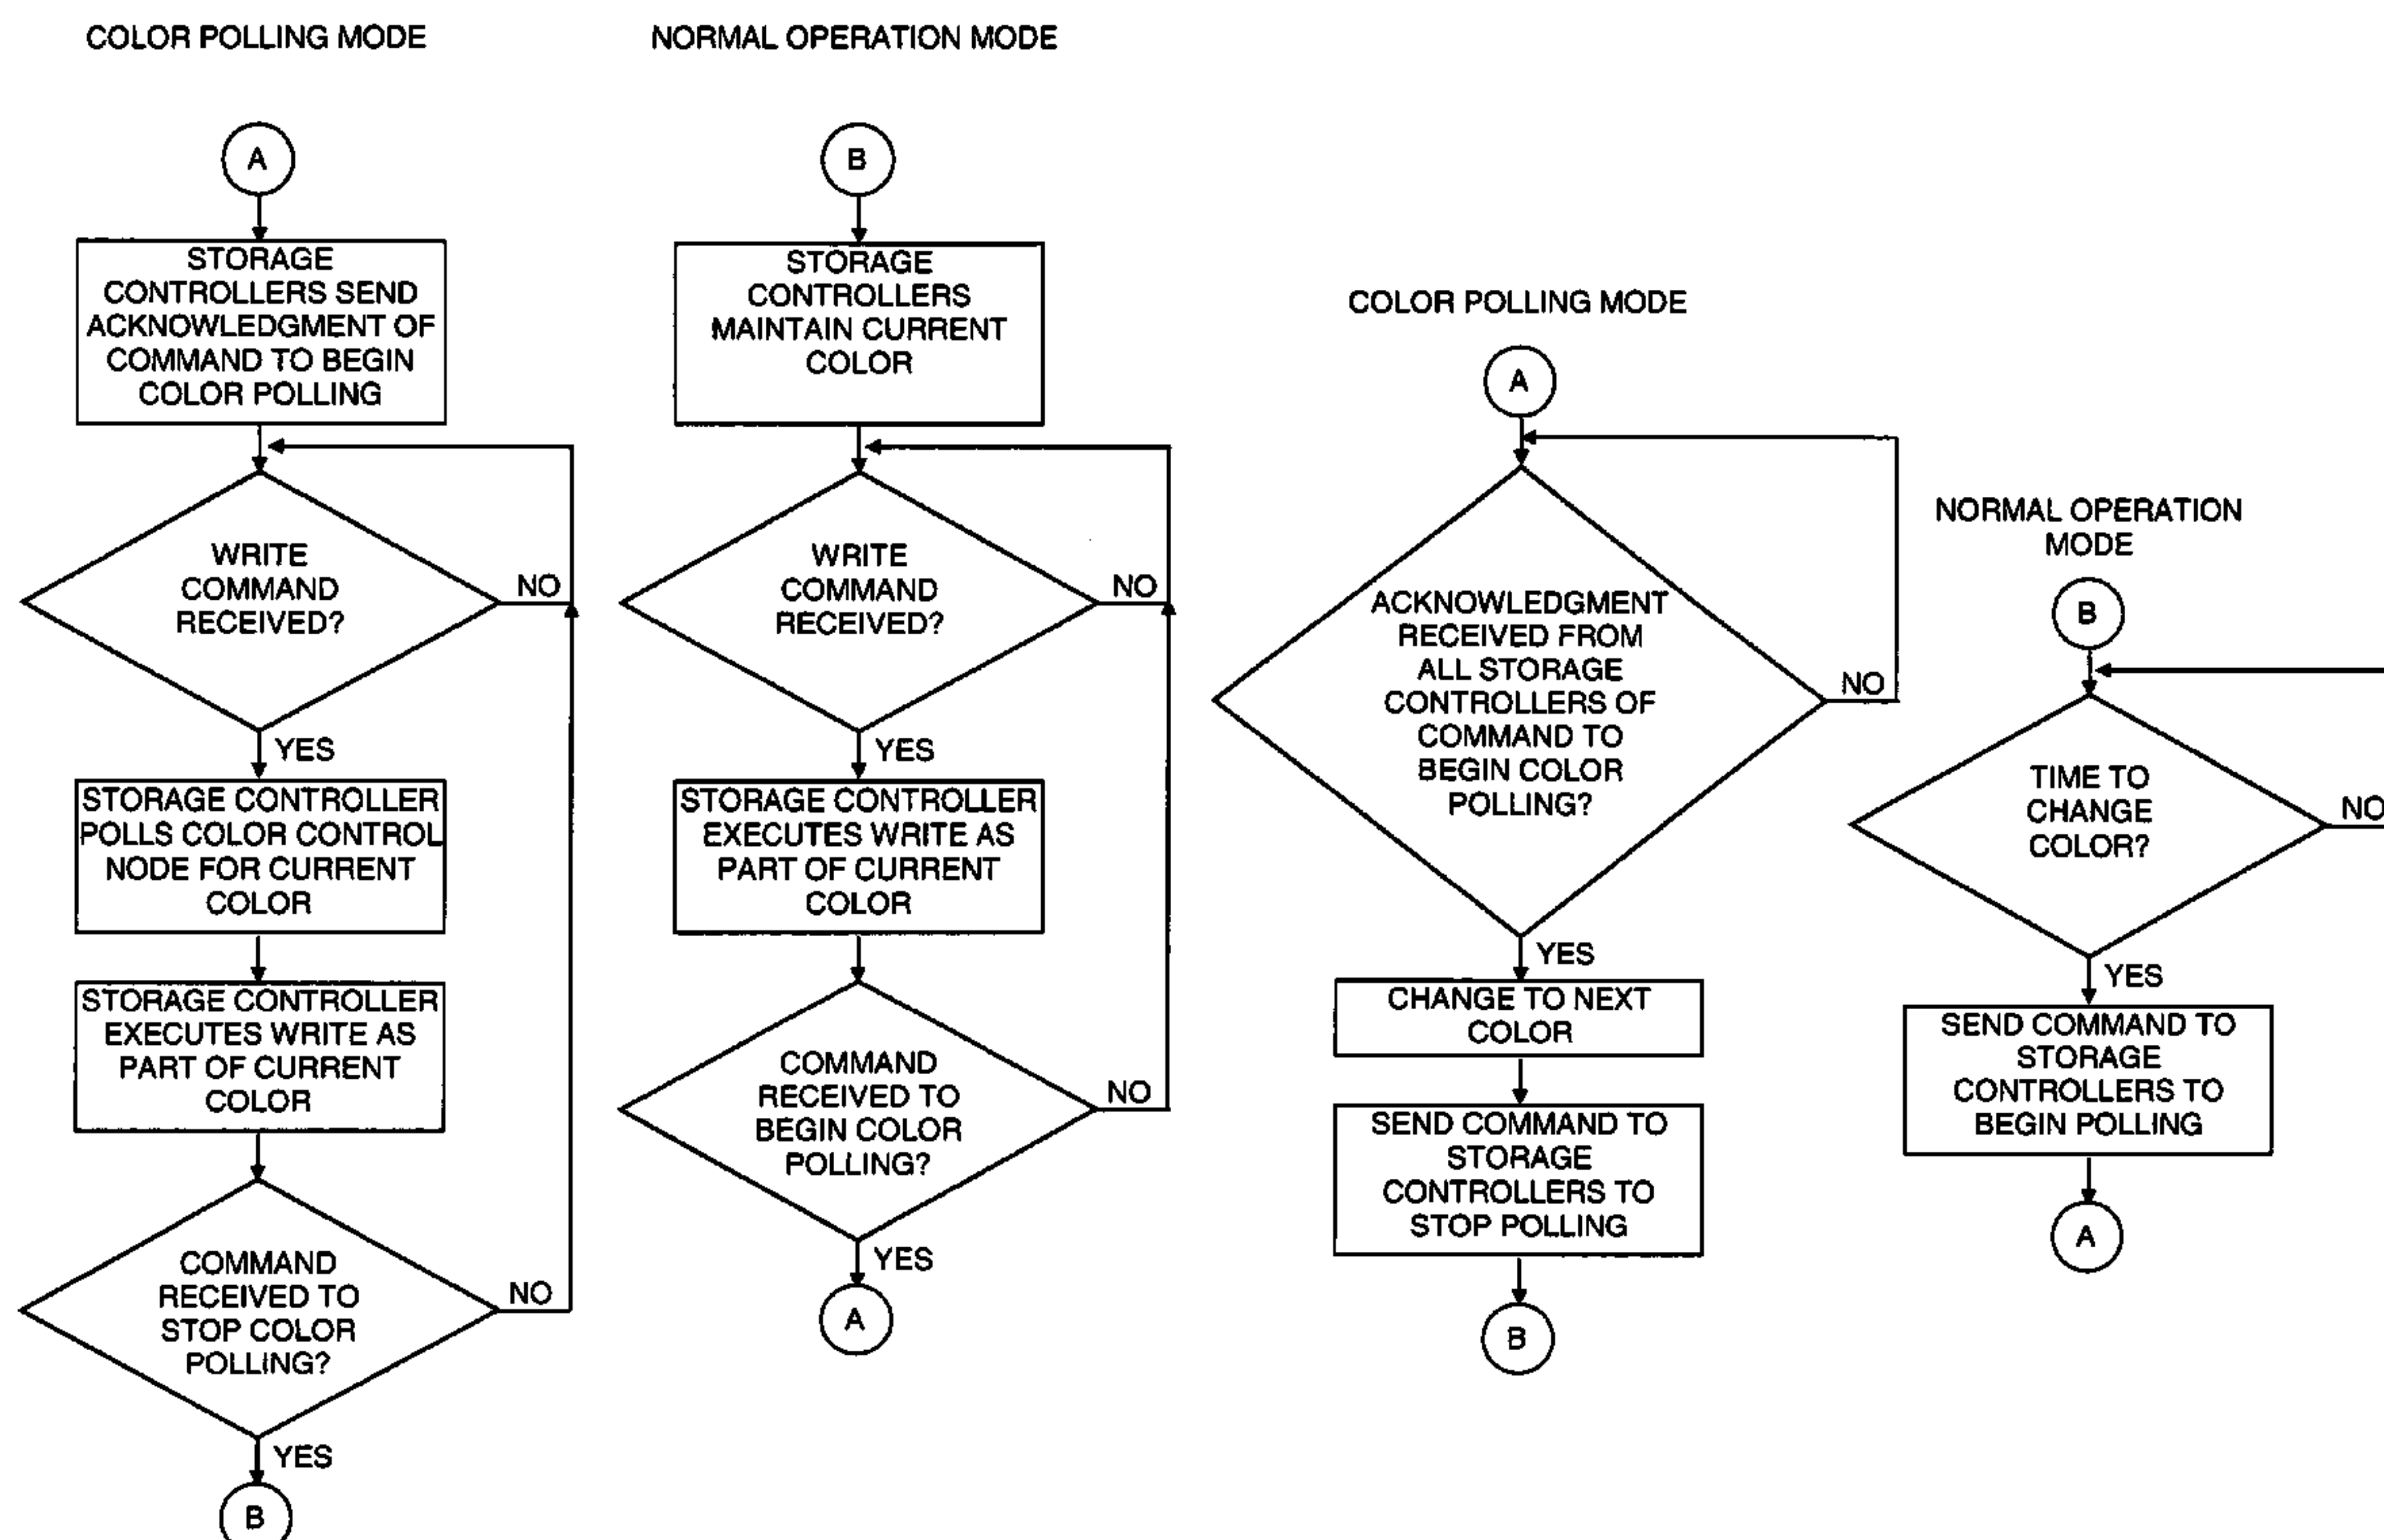 COLOR POLLING MODE
A
STORAGE
CONTROLLERS SEND
ACKNOWLEDGMENT OF
COMMAND TO BEGIN
COLOR POLLING
WRITE
COMMAND
RECEIVED?
NO
YES
STORAGE CONTROLLER
POLLS COLOR CONTROL
NODE FOR CURRENT
COLOR
STORAGE CONTROLLER
EXECUTES WRITE AS
PART OF CURRENT
COLOR
COMMAND
RECEIVED TO
STOP COLOR
POLLING?
NO
YES
B
NORMAL OPERATION MODE
B
STORAGE
CONTROLLERS
MAINTAIN CURRENT
COLOR
WRITE
COMMAND
RECEIVED?
NO
YES
STORAGE CONTROLLER
EXECUTES WRITE AS
PART OF CURRENT
COLOR
COMMAND
RECEIVED TO
BEGIN COLOR
POLLING?
NO
YES
A
COLOR POLLING MODE
A
ACKNOWLEDGMENT
RECEIVED FROM
ALL STORAGE
CONTROLLERS OF
COMMAND TO
BEGIN COLOR
POLLING?
NO
YES
CHANGE TO NEXT
COLOR
SEND COMMAND TO
STORAGE
CONTROLLERS TO
STOP POLLING
B
NORMAL OPERATION
MODE
B
TIME TO
CHANGE
COLOR?
NO
YES
SEND COMMAND TO
STORAGE
CONTROLLERS TO
BEGIN POLLING
A